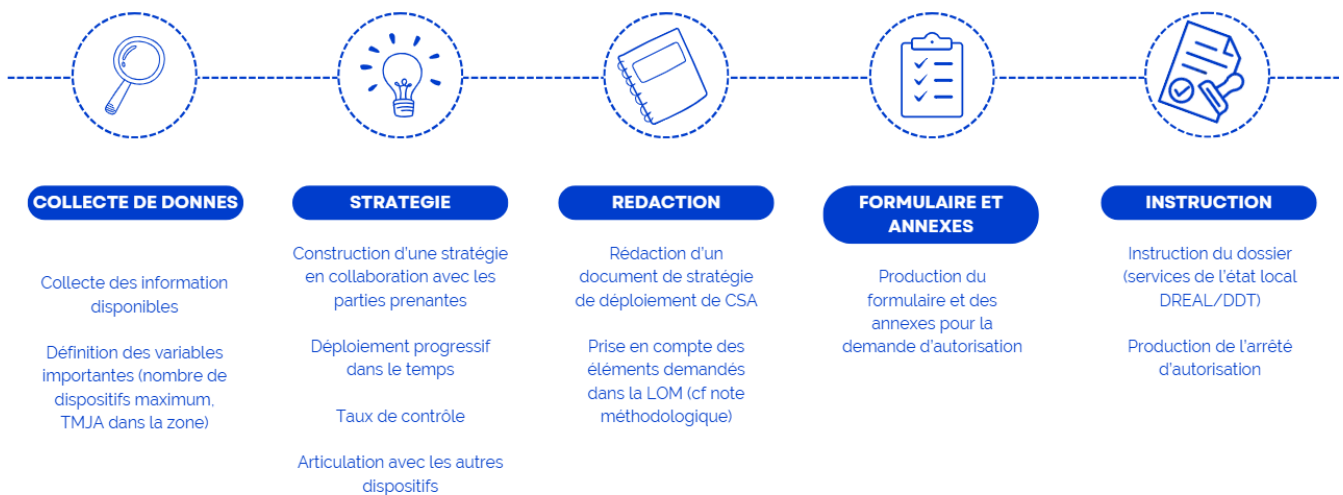 COLLECTE DE DONNES
Collecte des information
disponibles
Définition des variables
importantes (nombre de
dispositifs maximum,
TMJA dans la zone)
STRATEGIE
Construction d'une stratégie
en collaboration avec les
parties prenantes
Déploiement progressif
dans le temps
Taux de contrôle
Articulation avec les autres
dispositifs
REDACTION
Rédaction d'un
document de stratégie
de déploiement de CSA
Prise en compte des
éléments demandés
dans la LOM (cf note
méthodologique)
FORMULAIRE ET
ANNEXES
Production du
formulaire et des
annexes pour la
demande d'autorisation
INSTRUCTION
Instruction du dossier
(services de l'état local
DREAL/DDT)
Production de l'arrêté
d'autorisation